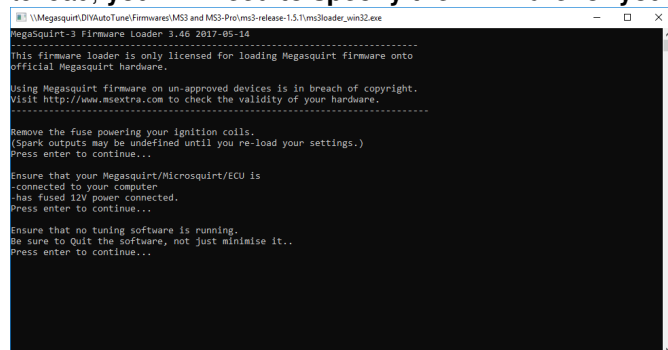 \\Megasquirt\DIYAutoTune\Firmwares\MS3 and MS3-Pro\ms3-release-1.5.1\ms3loader_win32.exe
MegaSquirt-3 Firmware Loader 3.46 2017-05-14
--------------------------------------------------------------------------
This firmware loader is only licensed for loading Megasquirt firmware onto
official Megasquirt hardware.
Using Megasquirt firmware on un-approved devices is in breach of copyright.
Visit http://www.msextra.com to check the validity of your hardware.
--------------------------------------------------------------------------
Remove the fuse powering your ignition coils.
(Spark outputs may be undefined until you re-load your settings.)
Press enter to continue...
Ensure that your Megasquirt/Microsquirt/ECU is
-connected to your computer
-has fused 12V power connected.
Press enter to continue...
Ensure that no tuning software is running.
Be sure to Quit the software, not just minimise it..
Press enter to continue...